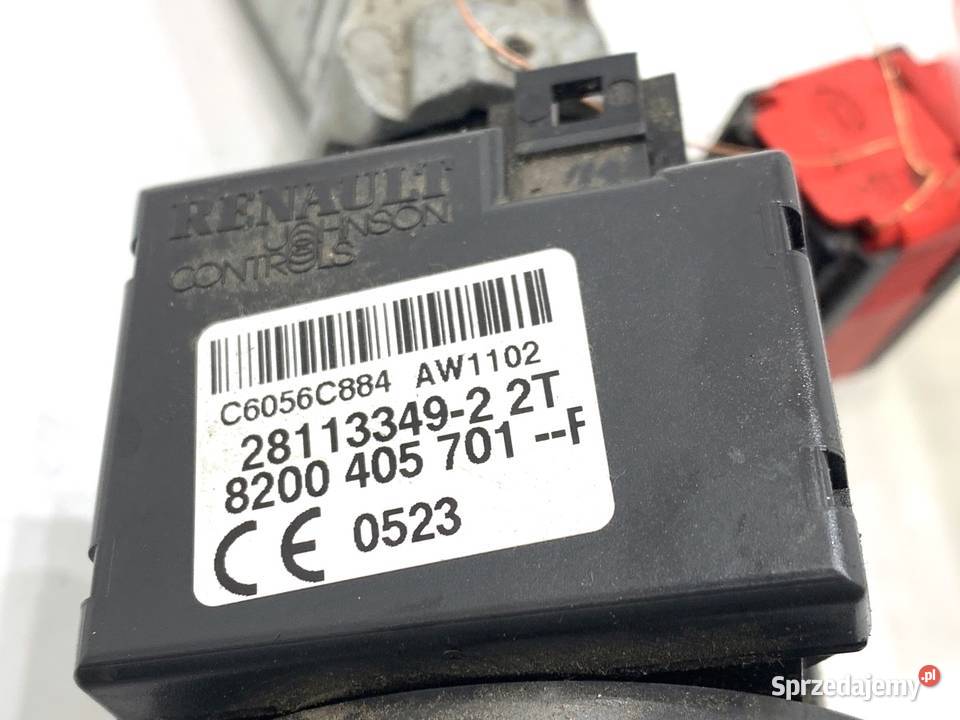 RENAULT
JOHNSON
CONTROLS
C6056C884 AW1102
28113349-2 2T
8200 405 701 --F
CE 0523
Sprzedajemy.pl